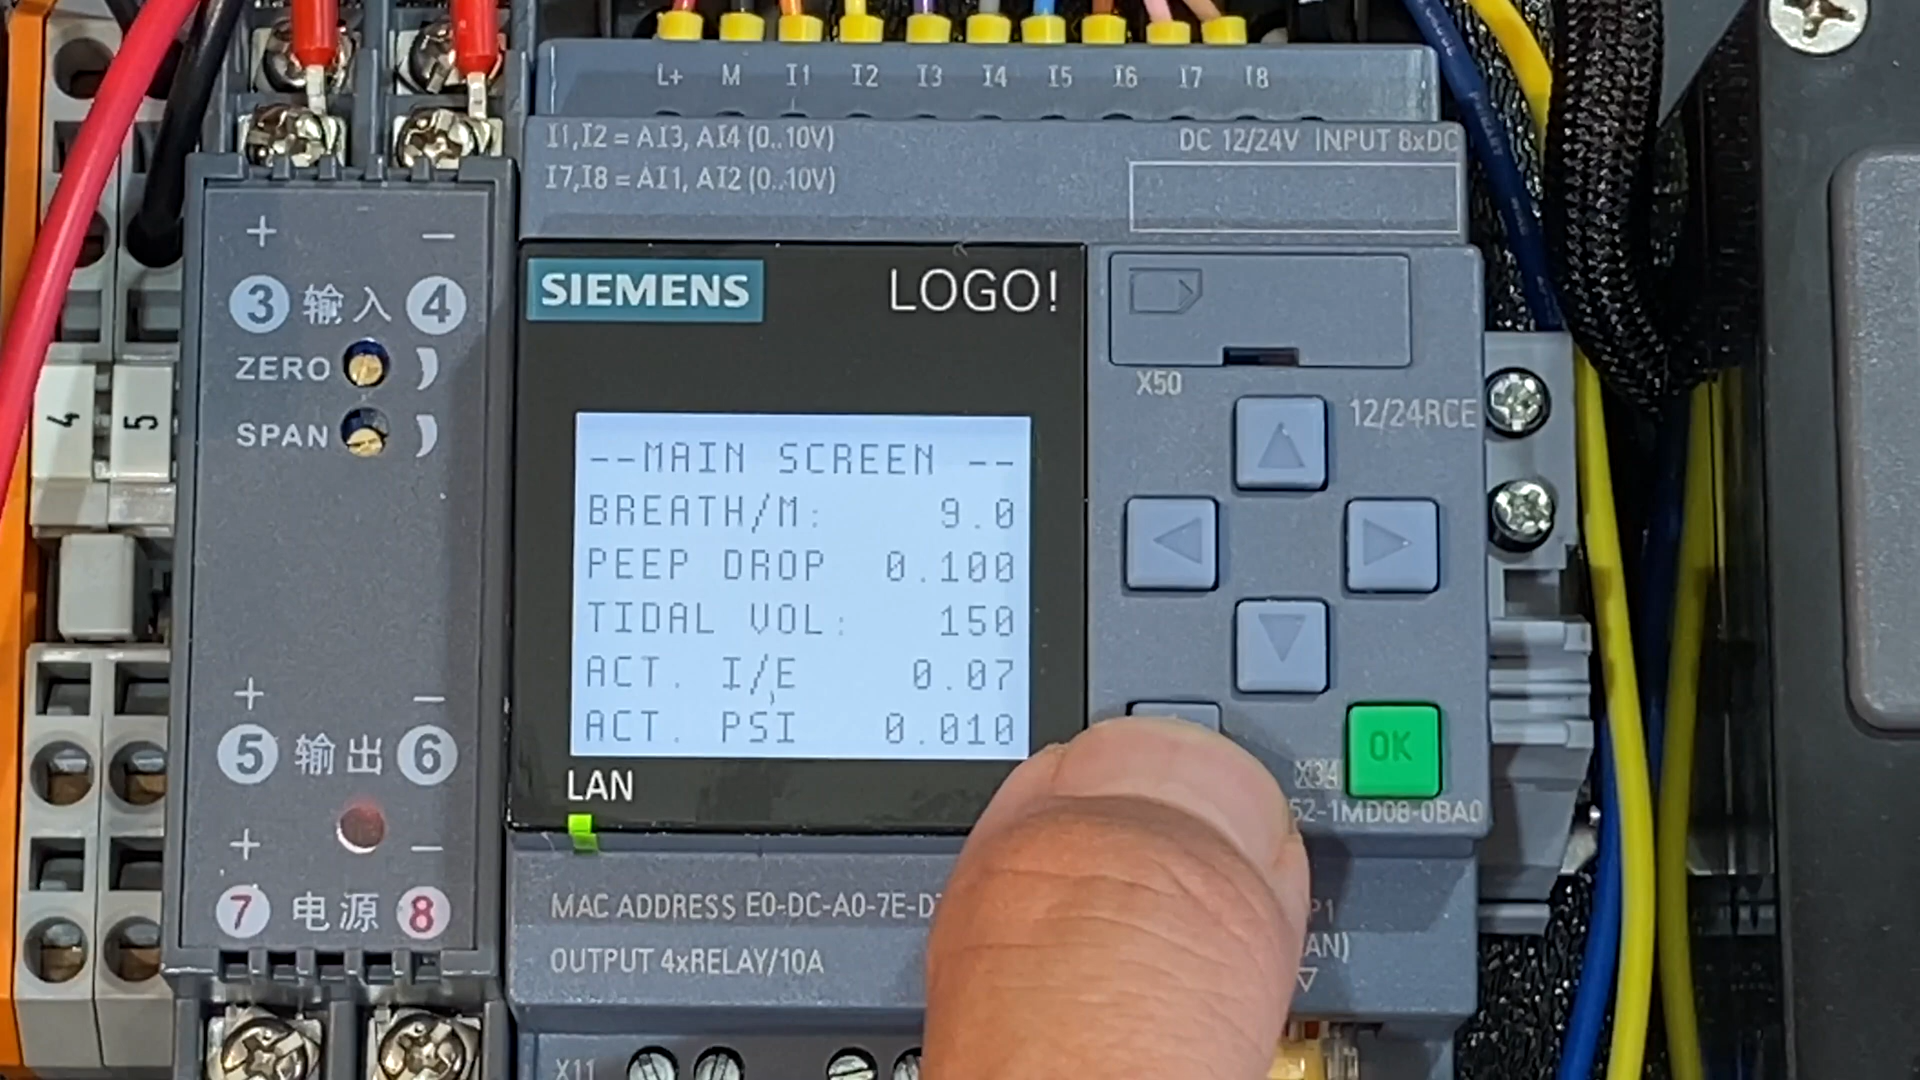 L+ M I1 I2 I3 I4 I5 I6 I7 I8
I1,I2 = AI3, AI4 (0..10V)
I7,I8 = AI1, AI2 (0..10V)
DC 12/24V INPUT 8xDC
+ −
3 输入 4
ZERO
SPAN
4 5
+ −
5 输出 6
+ −
7 电源 8
SIEMENS
LOGO!
X50
12/24RCE
--MAIN SCREEN --
BREATH/M: 9.0
PEEP DROP 0.100
TIDAL VOL: 150
ACT. I/E 0.07
ACT. PSI 0.010
OK
X34
52-1MD08-0BA0
LAN
MAC ADDRESS E0-DC-A0-7E-D
P1
AN)
OUTPUT 4xRELAY/10A
X11